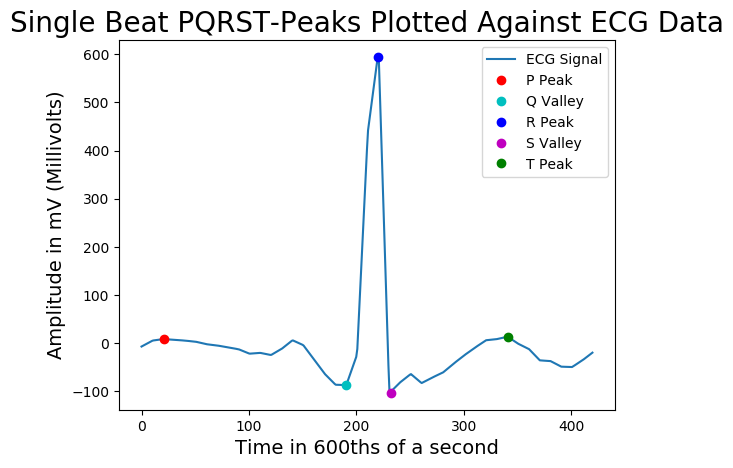 Single Beat PQRST-Peaks Plotted Against ECG Data
600
500
400
300
200
100
0
−100
Amplitude in mV (Millivolts)
ECG Signal
P Peak
Q Valley
R Peak
S Valley
T Peak
0 100 200 300 400
Time in 600ths of a second